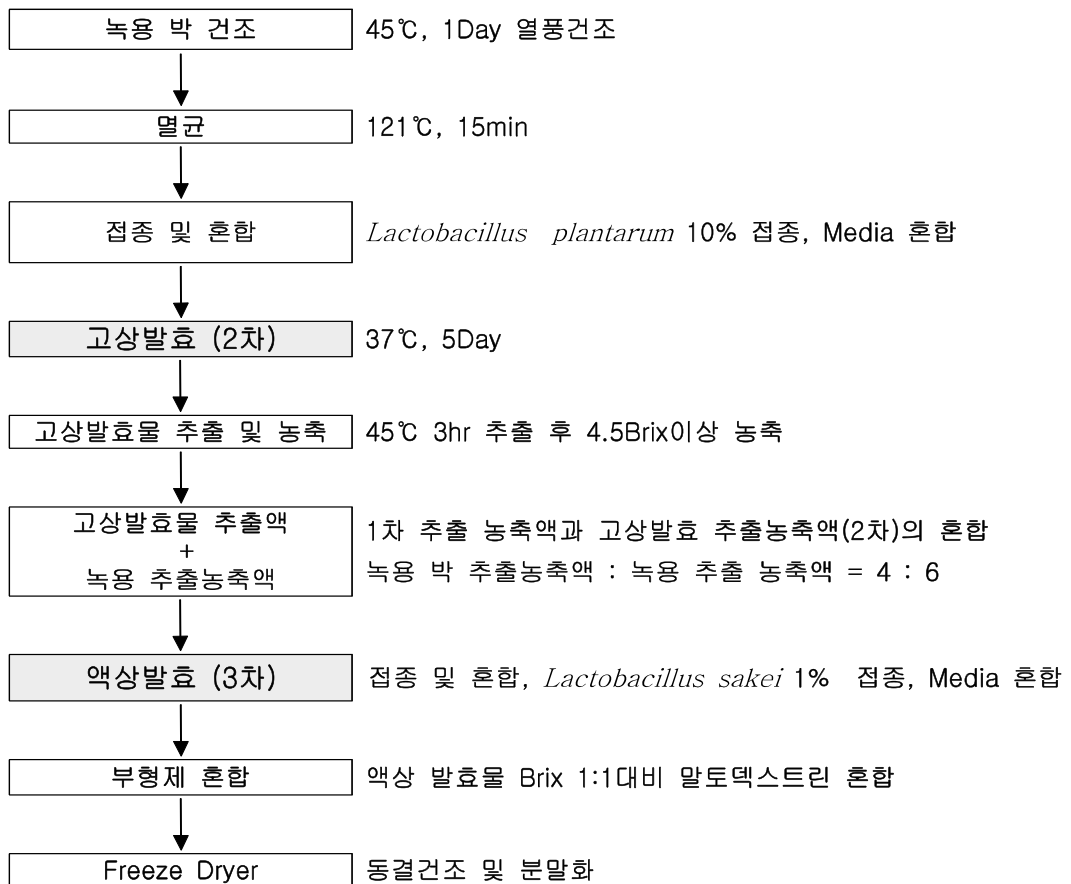 녹용 박 건조 45℃, 1Day 열풍건조
멸균 121℃, 15min
접종 및 혼합 Lactobacillus plantarum 10% 접종, Media 혼합
고상발효 (2차) 37℃, 5Day
고상발효물 추출 및 농축 45℃ 3hr 추출 후 4.5Brix이상 농축
고상발효물 추출액
+
녹용 추출농축액
1차 추출 농축액과 고상발효 추출농축액(2차)의 혼합
녹용 박 추출농축액 : 녹용 추출 농축액 = 4 : 6
액상발효 (3차) 접종 및 혼합, Lactobacillus sakei 1% 접종, Media 혼합
부형제 혼합 액상 발효물 Brix 1:1대비 말토덱스트린 혼합
Freeze Dryer 동결건조 및 분말화